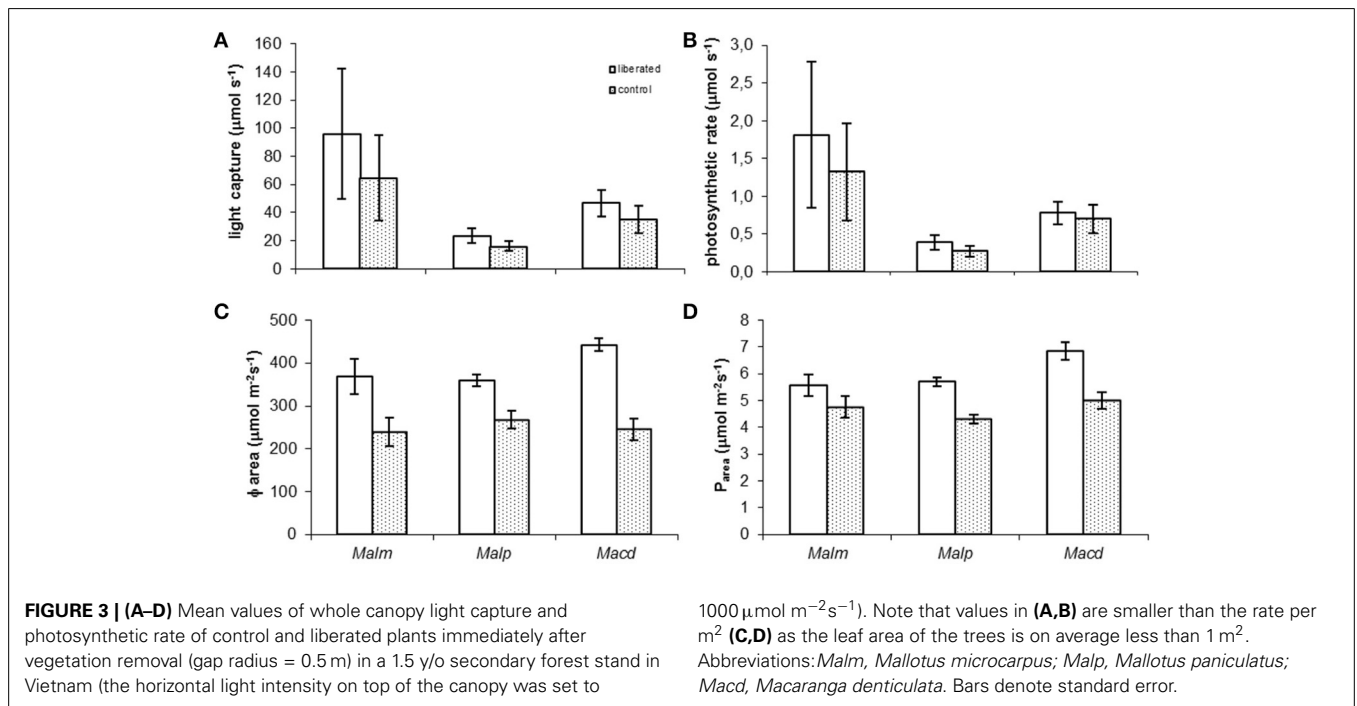 A
160
140
120
100
80
60
40
20
0
light capture (µmol s⁻¹)
liberated
control
B
3,0
2,5
2,0
1,5
1,0
0,5
0,0
photosynthetic rate (µmol s⁻¹)
C
500
400
300
200
100
0
ϕ area (µmol m⁻²s⁻¹)
Malm
Malp
Macd
D
8
7
6
5
4
3
2
1
0
P_area (µmol m⁻²s⁻¹)
Malm
Malp
Macd
FIGURE 3 | (A–D) Mean values of whole canopy light capture and
photosynthetic rate of control and liberated plants immediately after
vegetation removal (gap radius = 0.5 m) in a 1.5 y/o secondary forest stand in
Vietnam (the horizontal light intensity on top of the canopy was set to
1000 µmol m⁻²s⁻¹). Note that values in (A,B) are smaller than the rate per
m² (C,D) as the leaf area of the trees is on average less than 1 m².
Abbreviations: Malm, Mallotus microcarpus; Malp, Mallotus paniculatus;
Macd, Macaranga denticulata. Bars denote standard error.